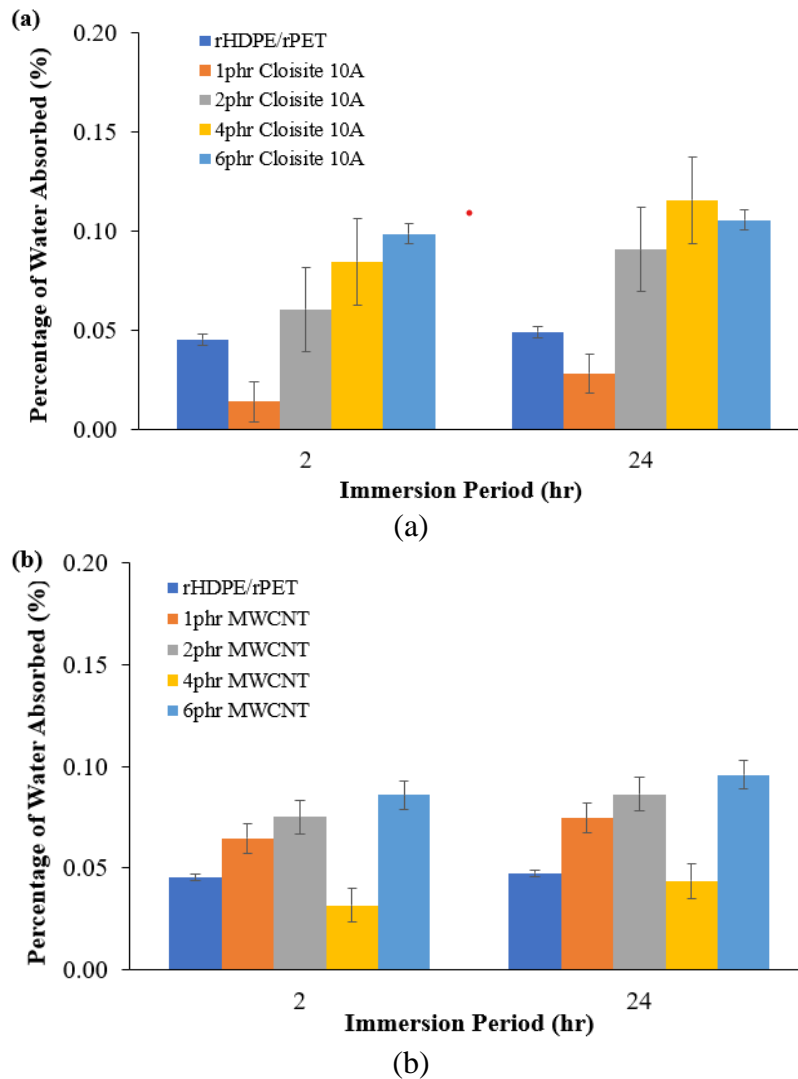 (a)
0.20
0.15
0.10
0.05
0.00
Percentage of Water Absorbed (%)
rHDPE/rPET
1phr Cloisite 10A
2phr Cloisite 10A
4phr Cloisite 10A
6phr Cloisite 10A
2
24
Immersion Period (hr)
(a)
(b)
0.20
0.15
0.10
0.05
0.00
Percentage of Water Absorbed (%)
rHDPE/rPET
1phr MWCNT
2phr MWCNT
4phr MWCNT
6phr MWCNT
2
24
Immersion Period (hr)
(b)